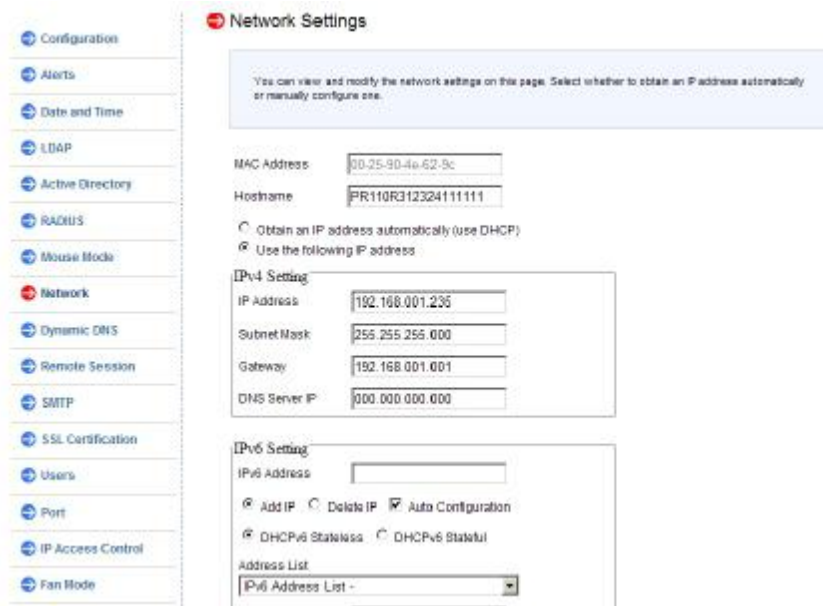 Network Settings
Configuration
Alerts
Date and Time
LDAP
Active Directory
RADIUS
Mouse Mode
Network
Dynamic DNS
Remote Session
SMTP
SSL Certification
Users
Port
IP Access Control
Fan Mode
You can view and modify the network settings on this page. Select whether to obtain an IP address automatically
or manually configure one.
MAC Address 00-25-90-4e-62-9c
Hostname PR110R312324111111
Obtain an IP address automatically (use DHCP)
Use the following IP address
IPv4 Setting
IP Address 192.168.001.235
Subnet Mask 255.255.255.000
Gateway 192.168.001.001
DNS Server IP 000.000.000.000
IPv6 Setting
IPv6 Address
Add IP Delete IP Auto Configuration
DHCPv6 Stateless DHCPv6 Stateful
Address List
IPv6 Address List -